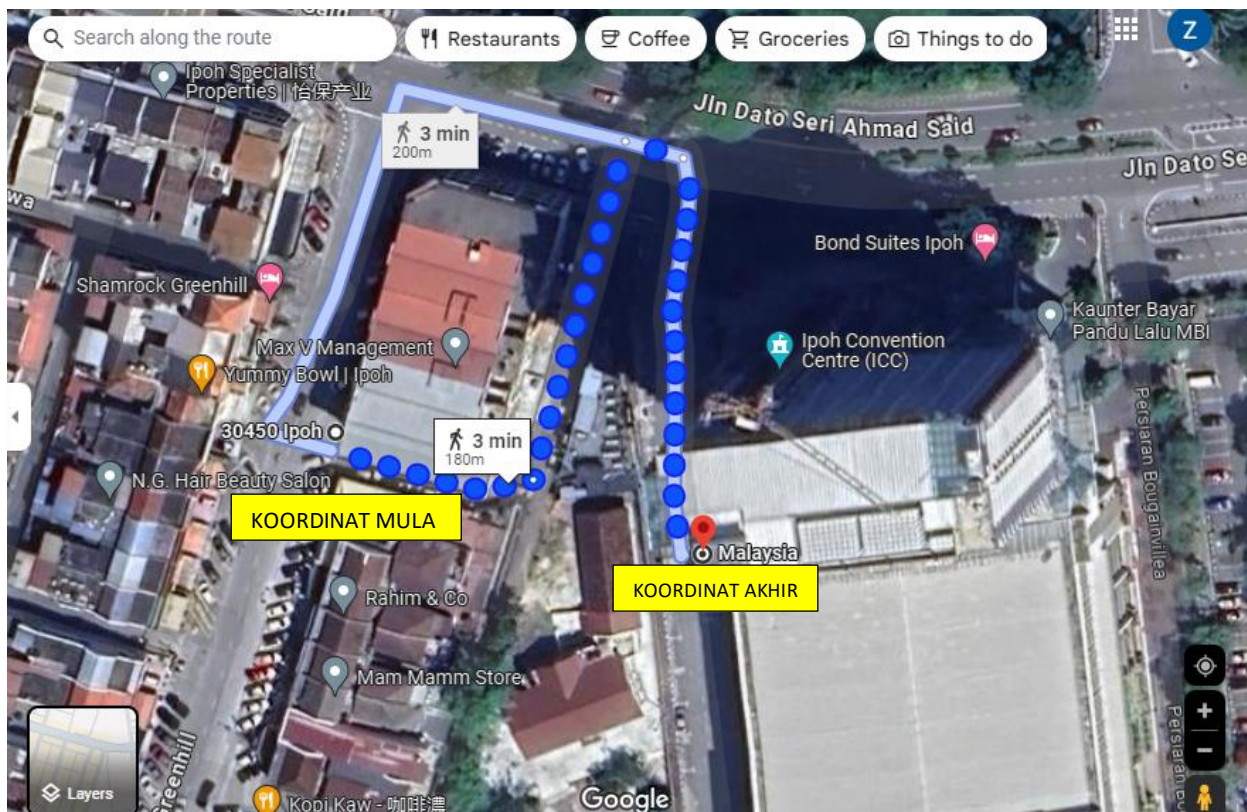 Search along the route
Restaurants
Coffee
Groceries
Things to do
Z
Ipoh Specialist
Properties | 怡保产业
3 min
200m
Jln Dato Seri Ahmad Said
Jln Dato Se
wa
Bond Suites Ipoh
Shamrock Greenhill
Kaunter Bayar
Pandu Lalu MBI
Ipoh Convention
Centre (ICC)
Max V Management
Yummy Bowl | Ipoh
30450 Ipoh
3 min
180m
N.G. Hair Beauty Salon
KOORDINAT MULA
Persiaran Bougainvillea
Malaysia
KOORDINAT AKHIR
Rahim & Co
Mam Mamm Store
Greenhill
Layers
Kopi Kaw - 咖啡濃
Google